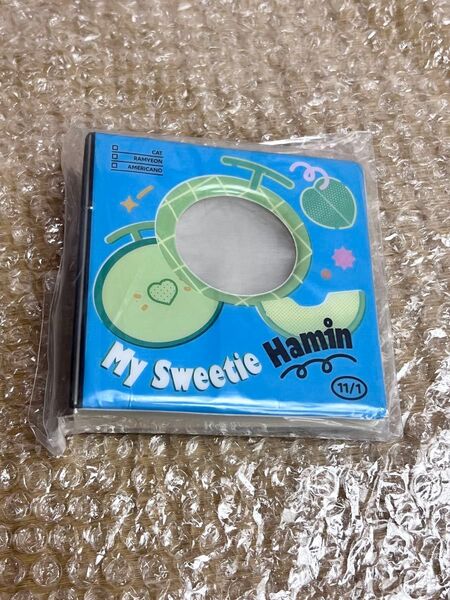 CAT
RAMYEON
AMERICANO
My Sweetie Hamin
11/1